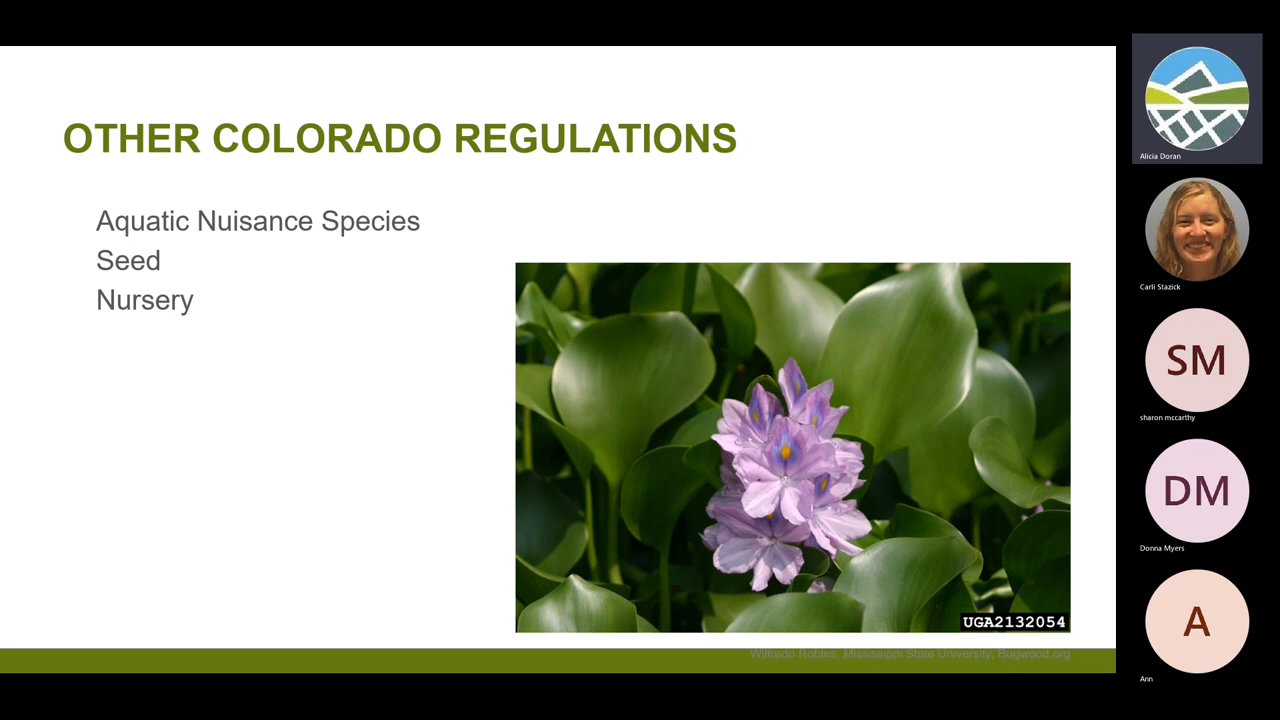 OTHER COLORADO REGULATIONS
Aquatic Nuisance Species
Seed
Nursery
UGA2132054
Wilfredo Robles, Misaissippi State University, Bugwood.org
Alicia Doran
Carli Stazick
SM
sharon mccarthy
DM
Donna Myers
A
Ann